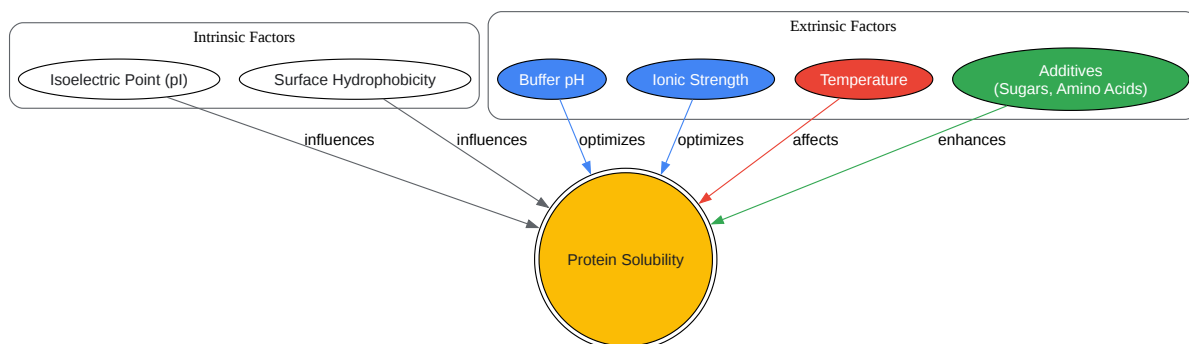 Intrinsic Factors
Extrinsic Factors
Isoelectric Point (pI)
Surface Hydrophobicity
Buffer pH
Ionic Strength
Temperature
Additives
(Sugars, Amino Acids)
influences
influences
optimizes
optimizes
affects
enhances
Protein Solubility